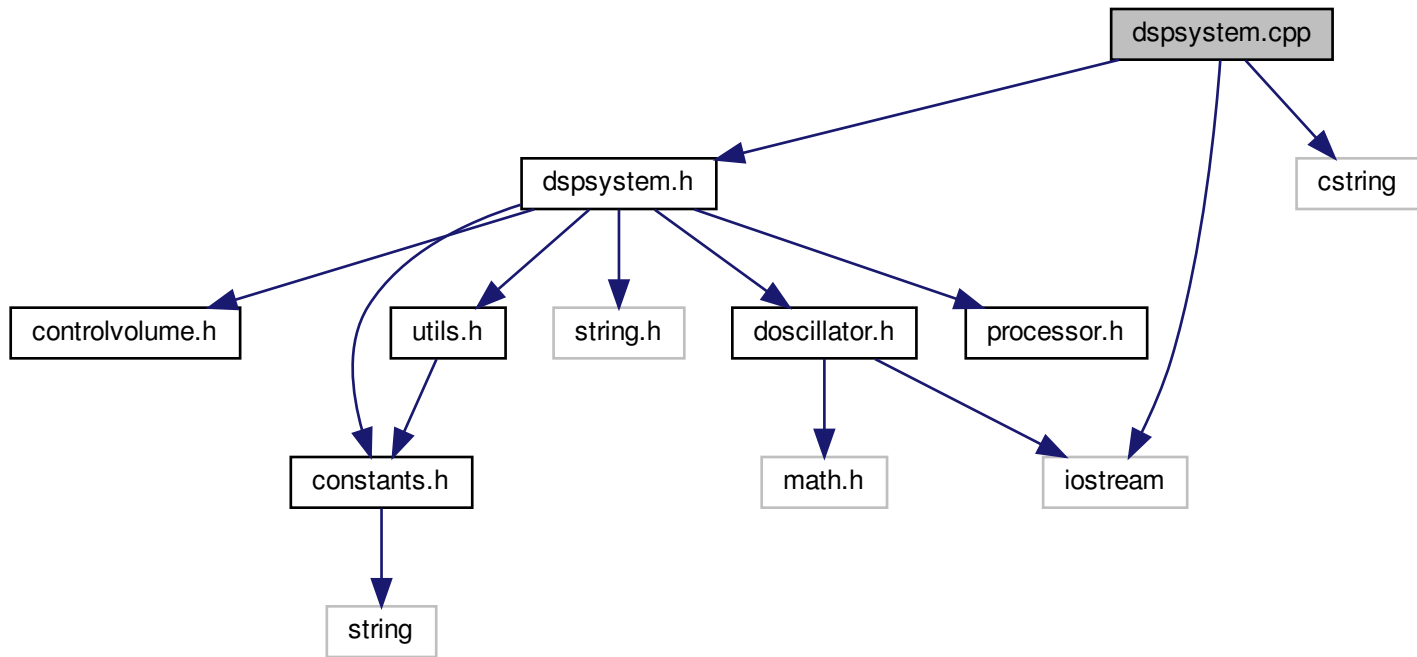 dspsystem.cpp
dspsystem.h
cstring
controlvolume.h
utils.h
string.h
doscillator.h
processor.h
constants.h
math.h
iostream
string